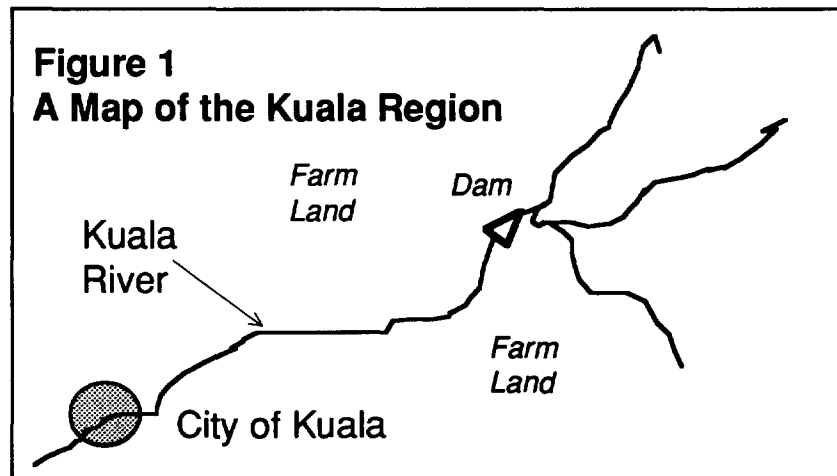 Figure 1
A Map of the Kuala Region
Farm
Land
Dam
Kuala
River
Farm
Land
City of Kuala